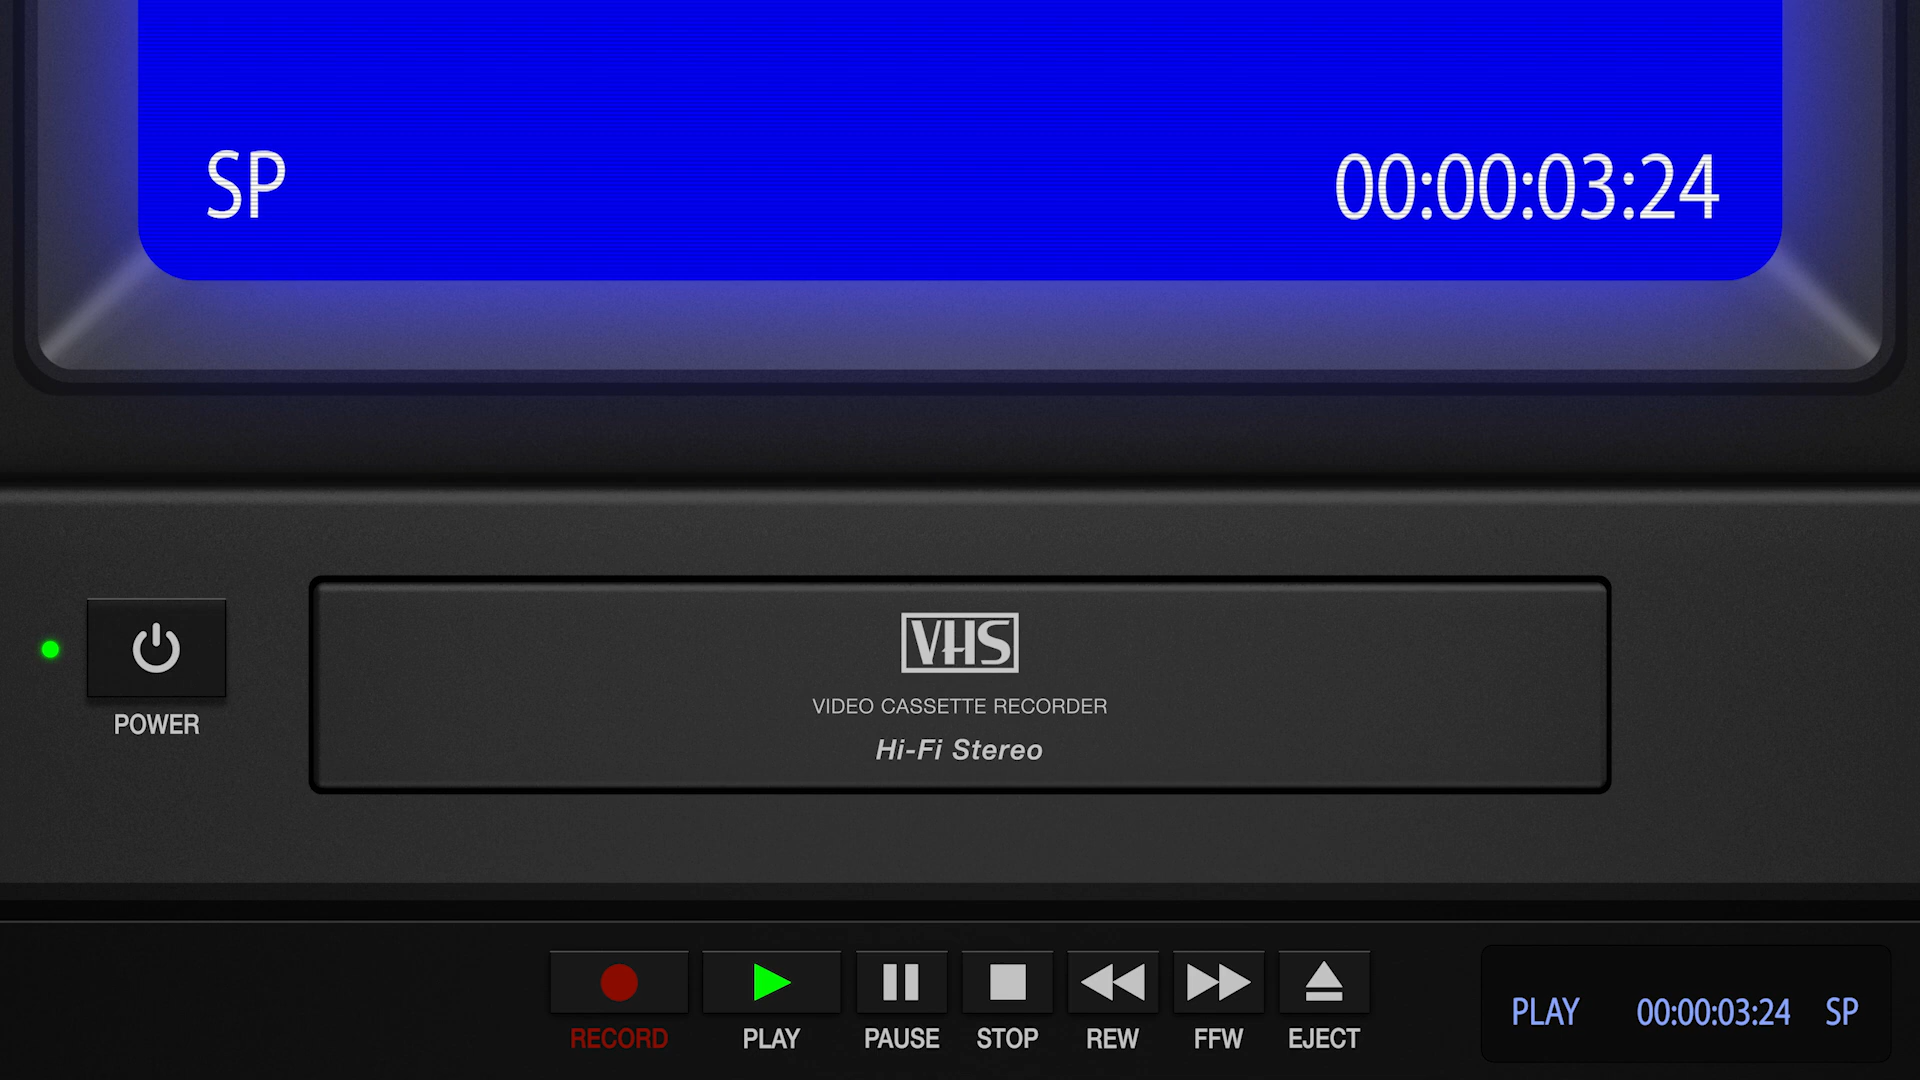 SP 00:00:03:24
VHS
VIDEO CASSETTE RECORDER
Hi-Fi Stereo
POWER
RECORD PLAY PAUSE STOP REW FFW EJECT
PLAY 00:00:03:24 SP